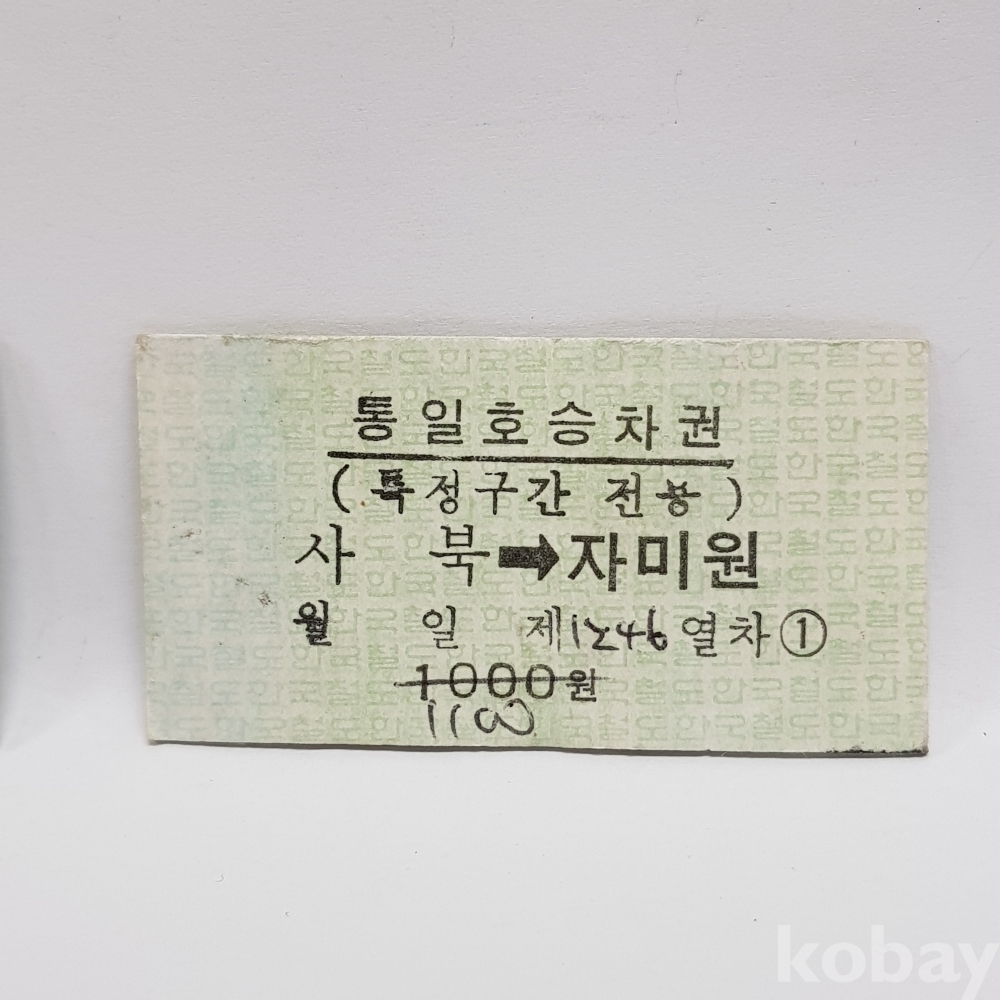 통일호승차권
(특정구간 전용)
사 북➡자미원
월 일 제1246열차①
1000원
1100
kobay